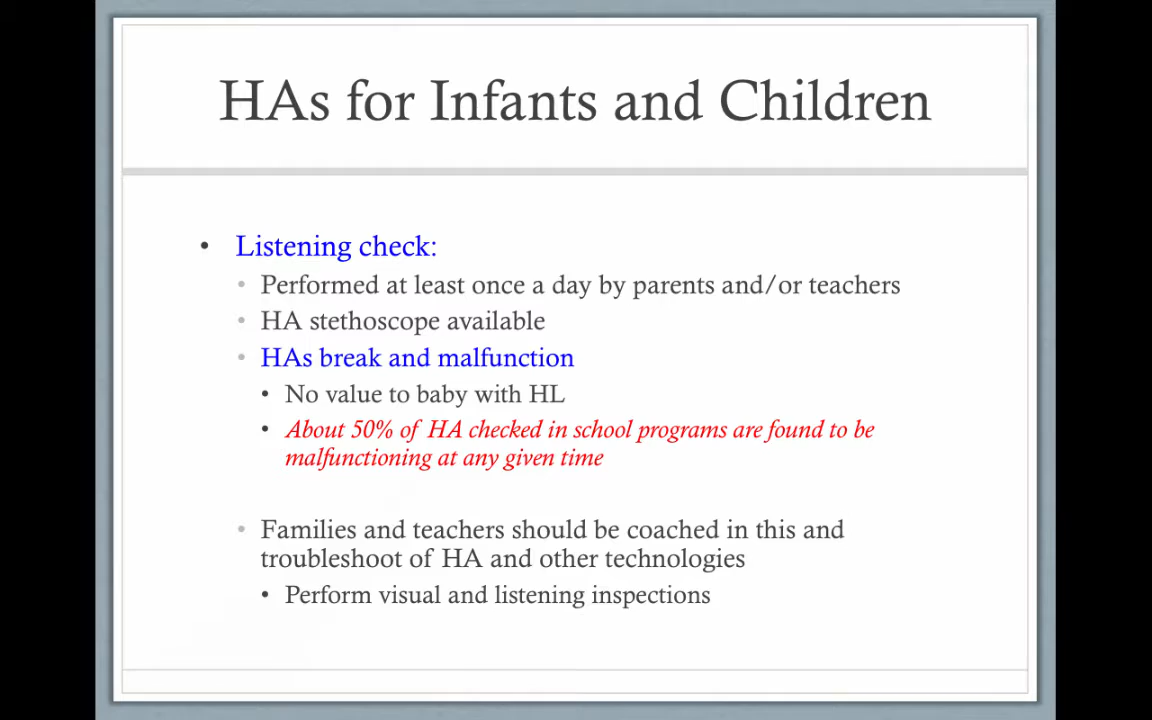 HAs for Infants and Children
• Listening check:
• Performed at least once a day by parents and/or teachers
• HA stethoscope available
• HAs break and malfunction
• No value to baby with HL
• About 50% of HA checked in school programs are found to be
malfunctioning at any given time
• Families and teachers should be coached in this and
troubleshoot of HA and other technologies
• Perform visual and listening inspections